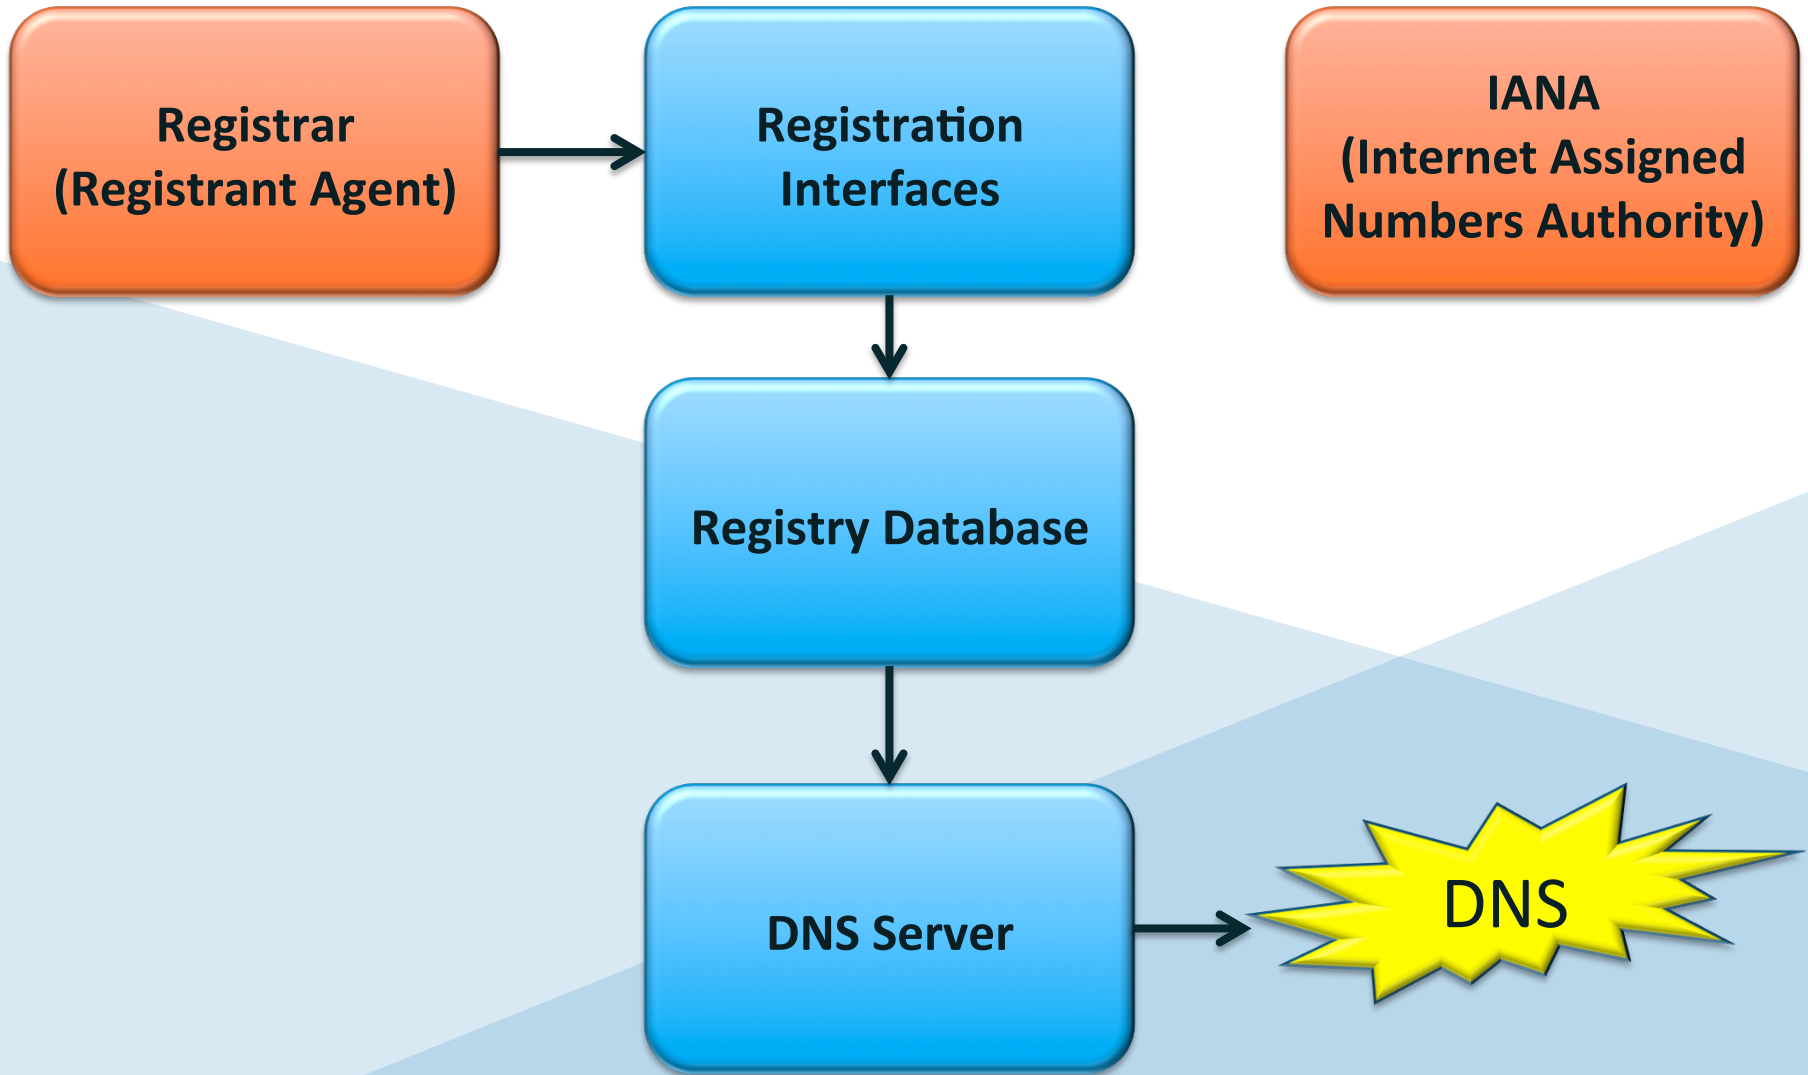 Registrar
(Registrant Agent)
Registration
Interfaces
IANA
(Internet Assigned
Numbers Authority)
Registry Database
DNS Server
DNS